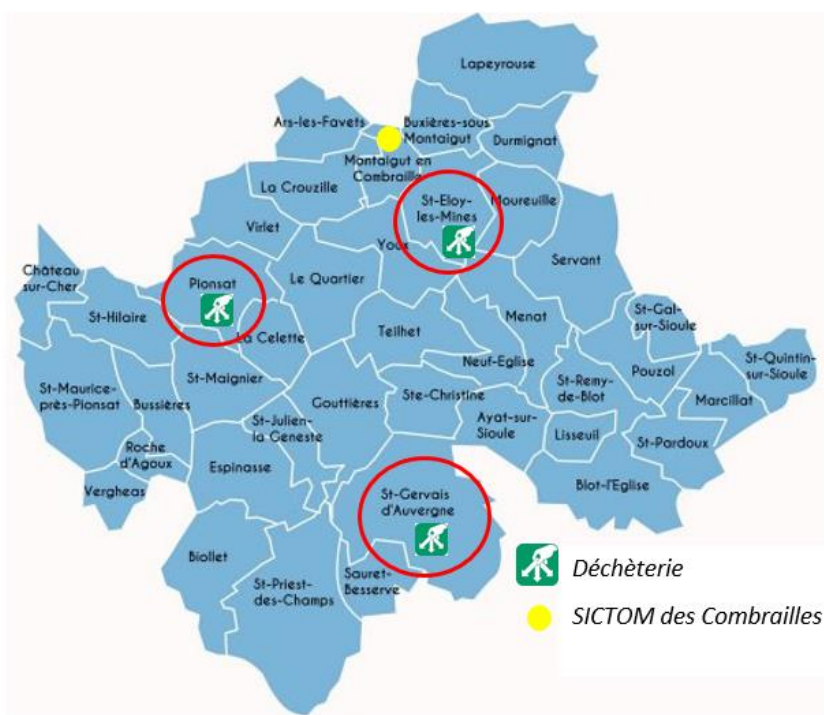 Lapeyrouse
Ars-les-Favets
Buxières-sous
Montaigut
Durmignat
Montaigut en
Combraille
La Crouzille
St-Eloy-
les-Mines
Moureuille
Virlet
Youx
Servant
Château
sur-Cher
Pionsat
Le Quartier
St-Hilaire
La Celette
Teilhet
Menat
St-Gal-
sur-Sioule
Neuf-Eglise
St-Maignier
St-Quintin-
sur-Sioule
Pouzol
St-Maurice-
près-Pionsat
Bussières
Gouttières
Ste-Christine
St-Remy-
de-Blot
Marcillat
St-Julien-
la Geneste
Ayat-sur-
Sioule
Lisseuil
St-Pardoux
Roche
d'Agoux
Espinasse
Vergheas
Blot-l'Eglise
St-Gervais
d'Auvergne
Biollet
St-Priest-
des-Champs
Sauret-
Besserve
Déchèterie
SICTOM des Combrailles